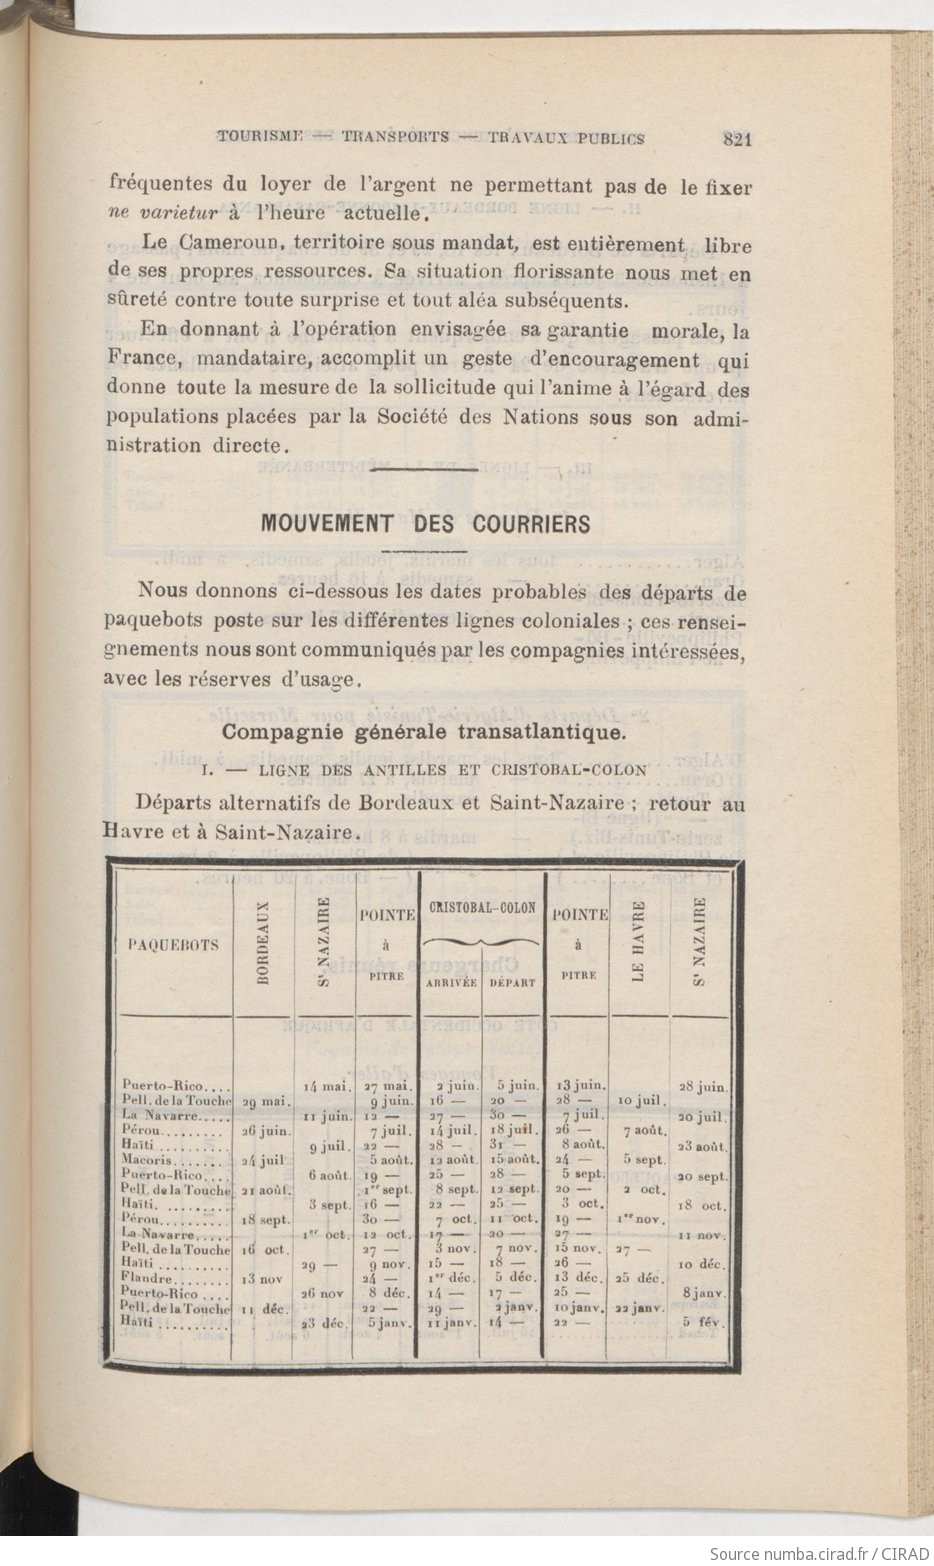 TOURISME — TRANSPORTS — TRAVAUX PUBLICS 821
fréquentes du loyer de l'argent ne permettant pas de le fixer
ne varietur à l'heure actuelle.
Le Cameroun, territoire sous mandat, est entièrement libre
de ses propres ressources. Sa situation florissante nous met en
sûreté contre toute surprise et tout aléa subséquents.
En donnant à l'opération envisagée sa garantie morale, la
France, mandataire, accomplit un geste d'encouragement qui
donne toute la mesure de la sollicitude qui l'anime à l'égard des
populations placées par la Société des Nations sous son admi-
nistration directe.
MOUVEMENT DES COURRIERS
Nous donnons ci-dessous les dates probables des départs de
paquebots poste sur les différentes lignes coloniales ; ces rensei-
gnements nous sont communiqués par les compagnies intéressées,
avec les réserves d'usage.
Compagnie générale transatlantique.
I. — LIGNE DES ANTILLES ET CRISTOBAL-COLON
Départs alternatifs de Bordeaux et Saint-Nazaire ; retour au
Havre et à Saint-Nazaire.
PAQUEBOTS BORDEAUX St NAZAIRE POINTE à PITRE CRISTOBAL-COLON ARRIVÉE DÉPART POINTE à PITRE LE HAVRE St NAZAIRE
Puerto-Rico.... 14 mai. 27 mai. 2 juin. 5 juin. 13 juin. 28 juin.
Pell. de la Touche 29 mai. 9 juin. 16 — 20 — 28 — 10 juil.
La Navarre..... 11 juin. 12 — 27 — 30 — 7 juil. 20 juil.
Pérou......... 26 juin. 7 juil. 14 juil. 18 juil. 26 — 7 août.
Haïti .......... 9 juil. 22 — 28 — 31 — 8 août. 23 août.
Macoris....... 24 juil 5 août. 12 août. 15 août. 24 — 5 sept.
Puerto-Rico.... 6 août. 19 — 25 — 28 — 5 sept. 20 sept.
Pell. de la Touche 21 août. 1er sept. 8 sept. 12 sept. 20 — 2 oct.
Haïti. ......... 3 sept. 16 — 22 — 25 — 3 oct. 18 oct.
Pérou.......... 18 sept. 30 — 7 oct. 11 oct. 19 — 1er nov.
La Navarre..... 1er oct. 12 oct. 17 — 20 — 27 — 11 nov.
Pell. de la Touche 16 oct. 27 — 3 nov. 7 nov. 15 nov. 27 —
Haïti .......... 29 — 9 nov. 15 — 18 — 26 — 10 déc.
Flandre........ 13 nov 24 — 1er déc. 5 déc. 13 déc. 25 déc.
Puerto-Rico .... 26 nov 8 déc. 14 — 17 — 25 — 8 janv.
Pell. de la Touche 11 déc. 22 — 29 — 2 janv. 10 janv. 22 janv.
Haïti .......... 23 déc. 5 janv. 11 janv. 14 — 22 — 5 fév.
Source numba.cirad.fr / CIRAD